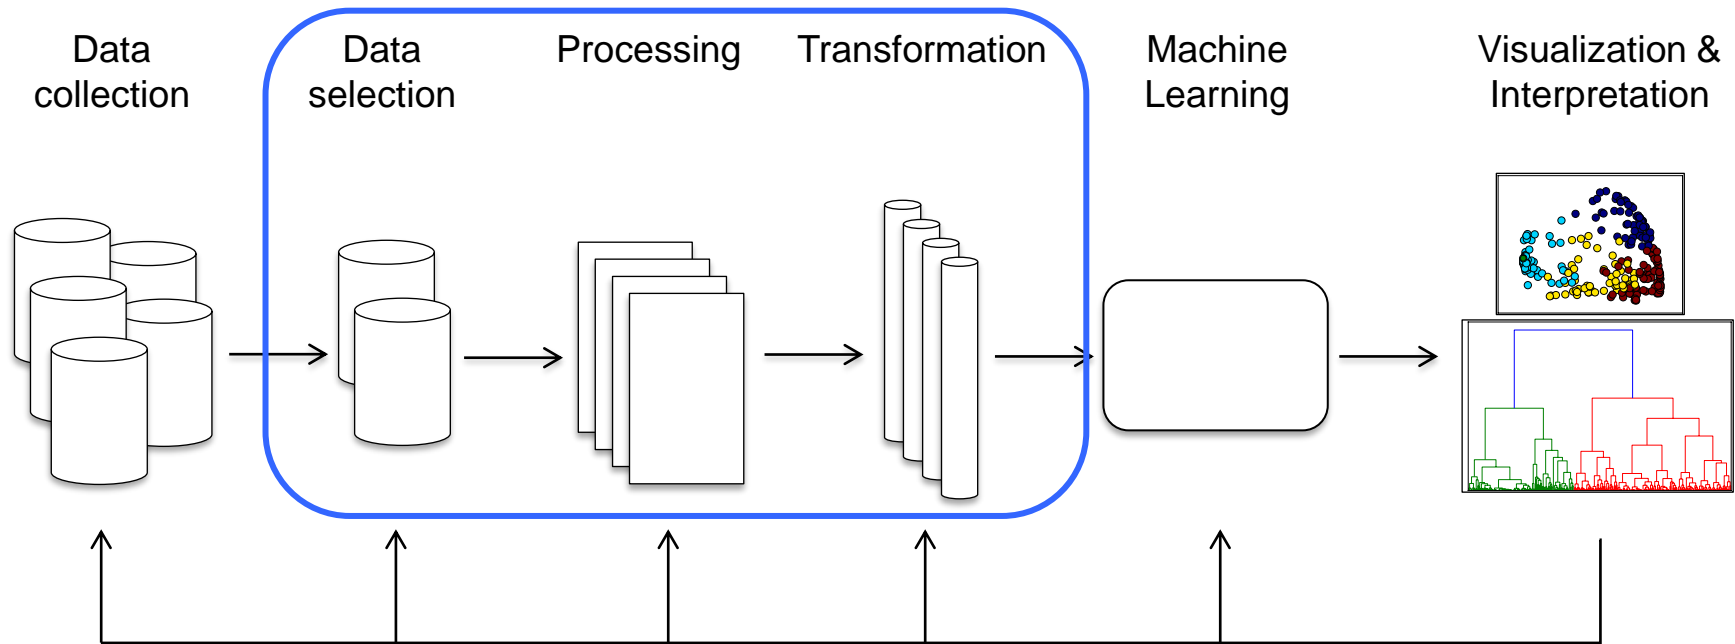 Data
collection
Data
selection
Processing
Transformation
Machine
Learning
Visualization &
Interpretation